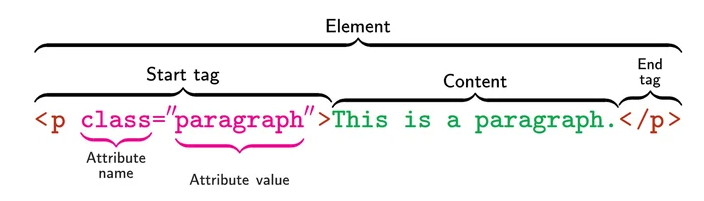 Element
Start tag
Content
End
tag
<p class="paragraph">This is a paragraph.</p>
Attribute
name
Attribute value